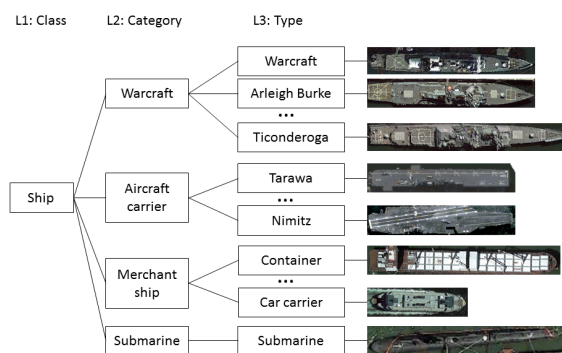 L1: Class
L2: Category
L3: Type
Warcraft
Warcraft
Arleigh Burke
...
Ticonderoga
Ship
Aircraft
carrier
Tarawa
...
Nimitz
Merchant
ship
Container
...
Car carrier
Submarine
Submarine